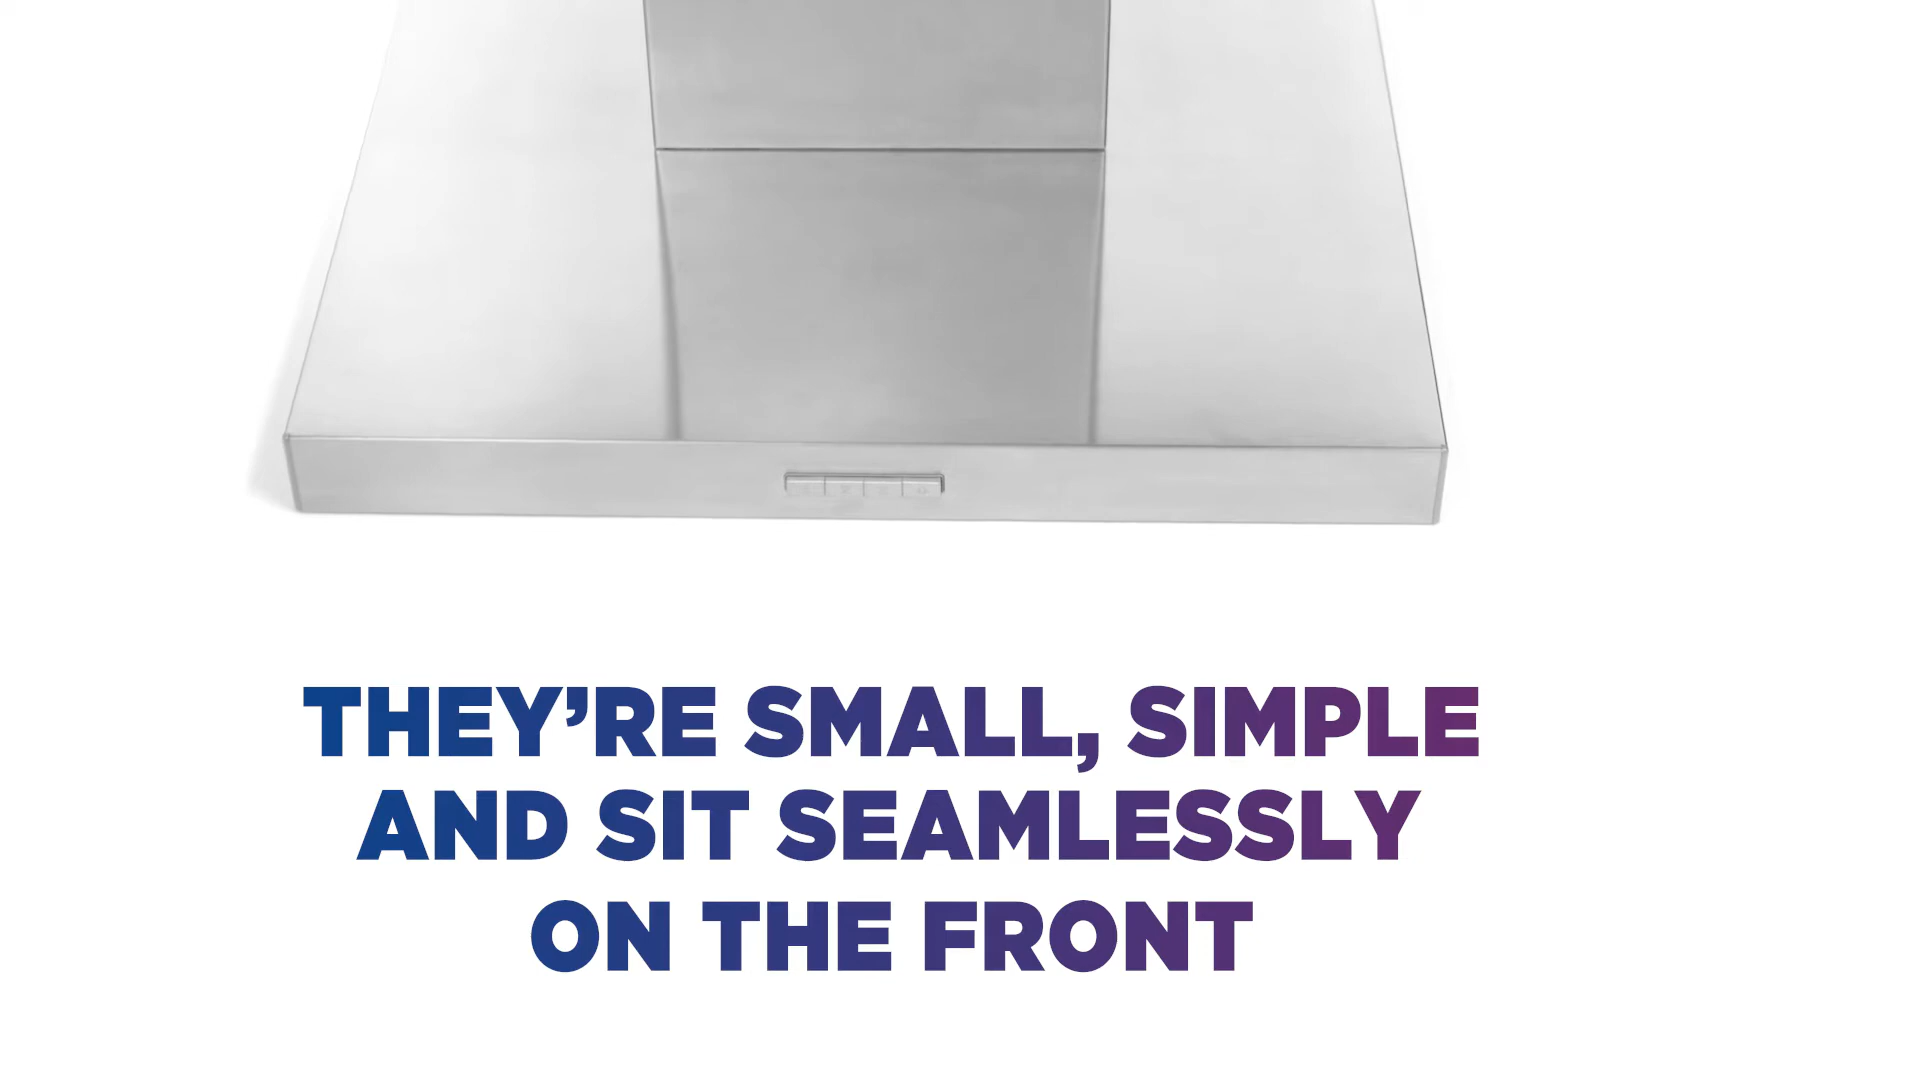 THEY’RE SMALL, SIMPLE
AND SIT SEAMLESSLY
ON THE FRONT